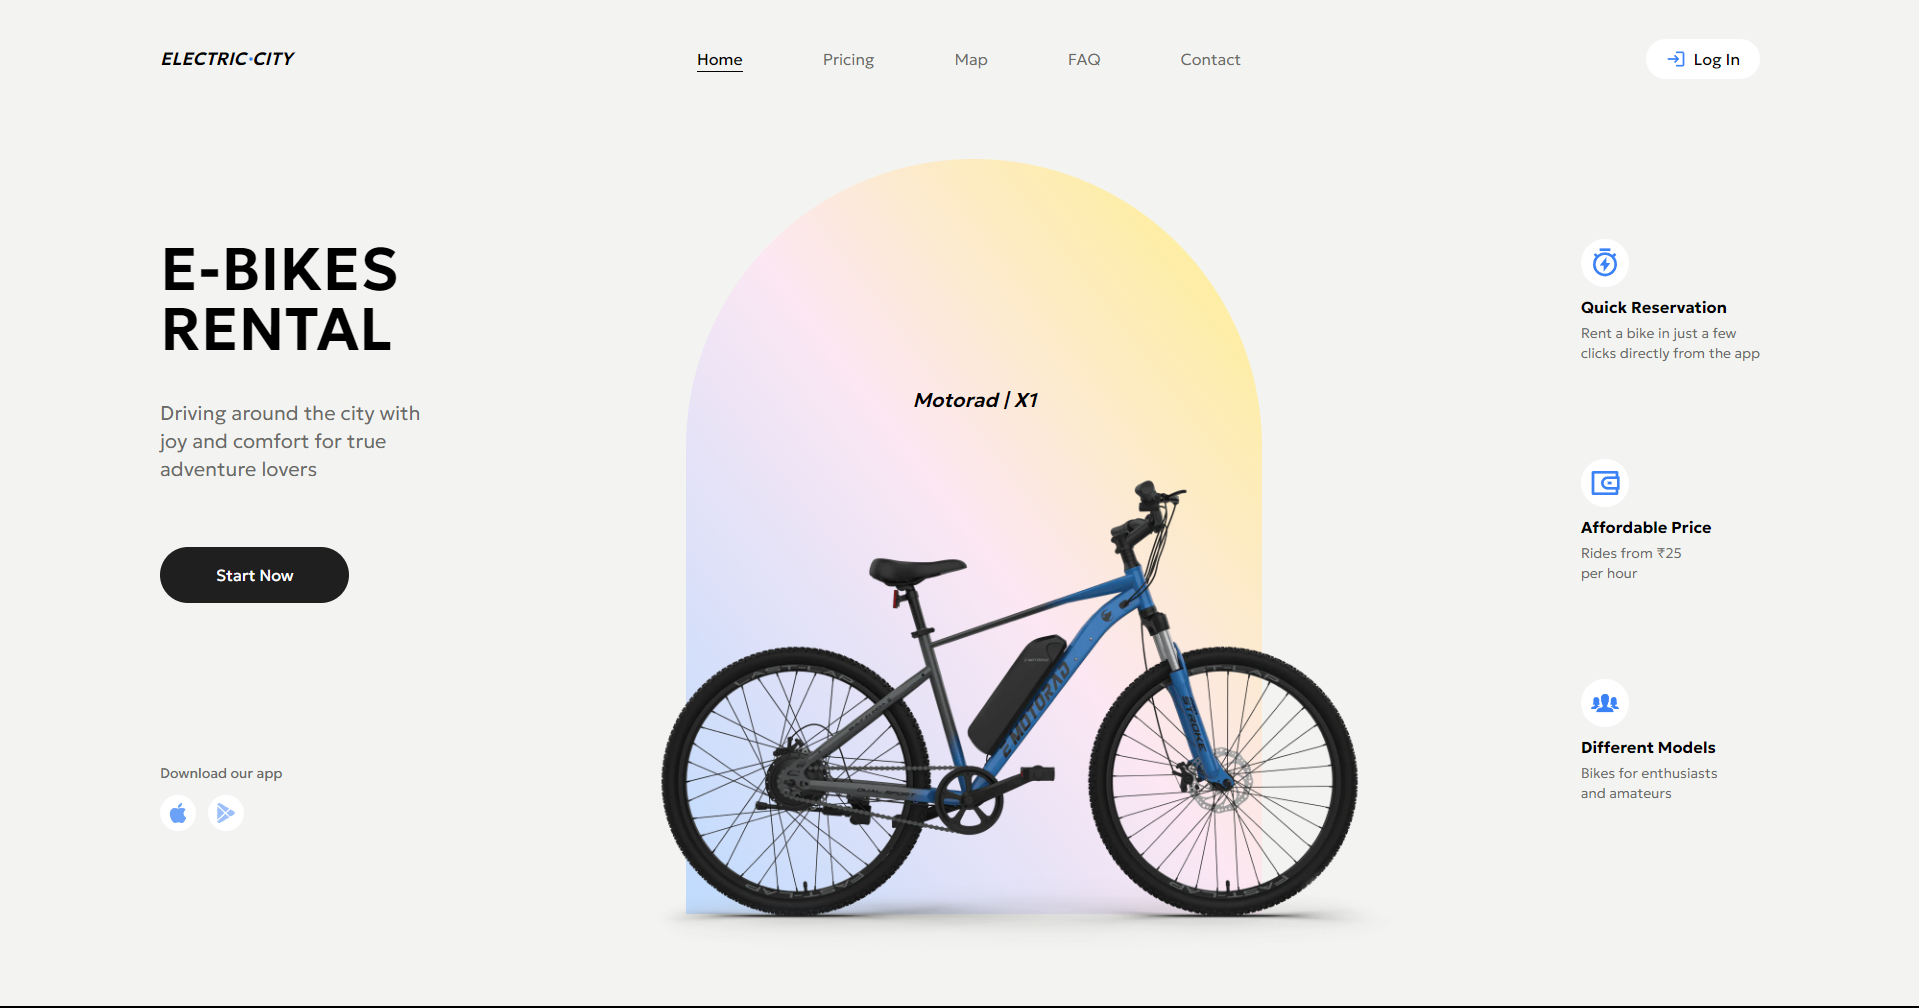 ELECTRIC·CITY
Home
Pricing
Map
FAQ
Contact
Log In
E-BIKES
RENTAL
Driving around the city with
joy and comfort for true
adventure lovers
Start Now
Download our app
Motorad | X1
E MOTORAD
STROKE
DUAL SPORT
Quick Reservation
Rent a bike in just a few
clicks directly from the app
Affordable Price
Rides from ₹25
per hour
Different Models
Bikes for enthusiasts
and amateurs